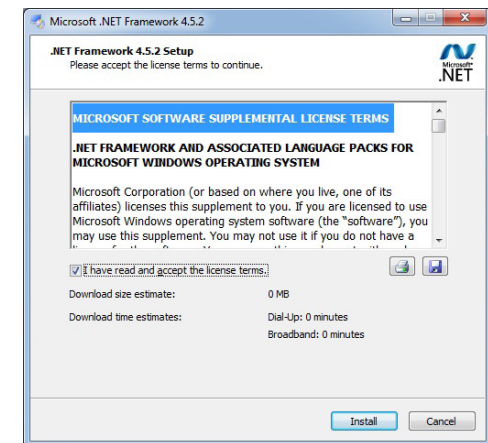 Microsoft .NET Framework 4.5.2
.NET Framework 4.5.2 Setup
Please accept the license terms to continue.
Microsoft®
.NET
MICROSOFT SOFTWARE SUPPLEMENTAL LICENSE TERMS
.NET FRAMEWORK AND ASSOCIATED LANGUAGE PACKS FOR
MICROSOFT WINDOWS OPERATING SYSTEM
Microsoft Corporation (or based on where you live, one of its
affiliates) licenses this supplement to you. If you are licensed to use
Microsoft Windows operating system software (the “software”), you
may use this supplement. You may not use it if you do not have a
I have read and accept the license terms.
Download size estimate: 0 MB
Download time estimates: Dial-Up: 0 minutes
Broadband: 0 minutes
Install Cancel